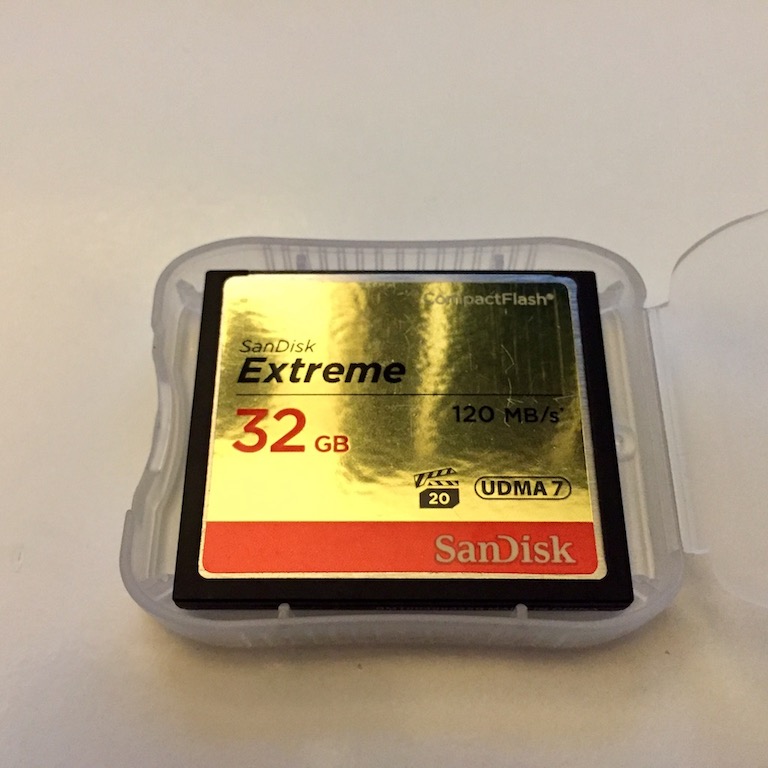 CompactFlash®
SanDisk
Extreme
120 MB/s*
32 GB
20
UDMA 7
SanDisk